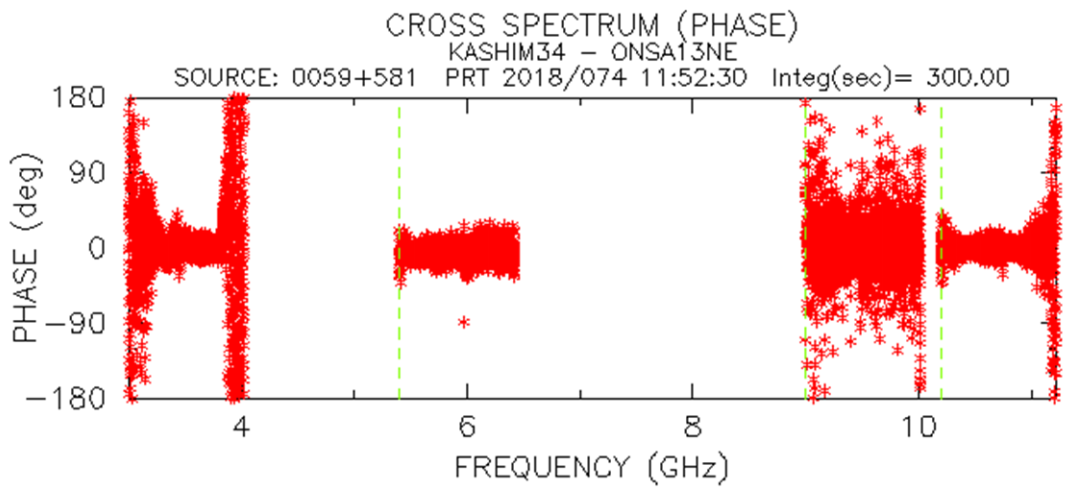 CROSS SPECTRUM (PHASE)
KASHIM34 - ONSA13NE
SOURCE: 0059+581 PRT 2018/074 11:52:30 Integ(sec)= 300.00
180
90
0
-90
-180
PHASE (deg)
4 6 8 10
FREQUENCY (GHz)